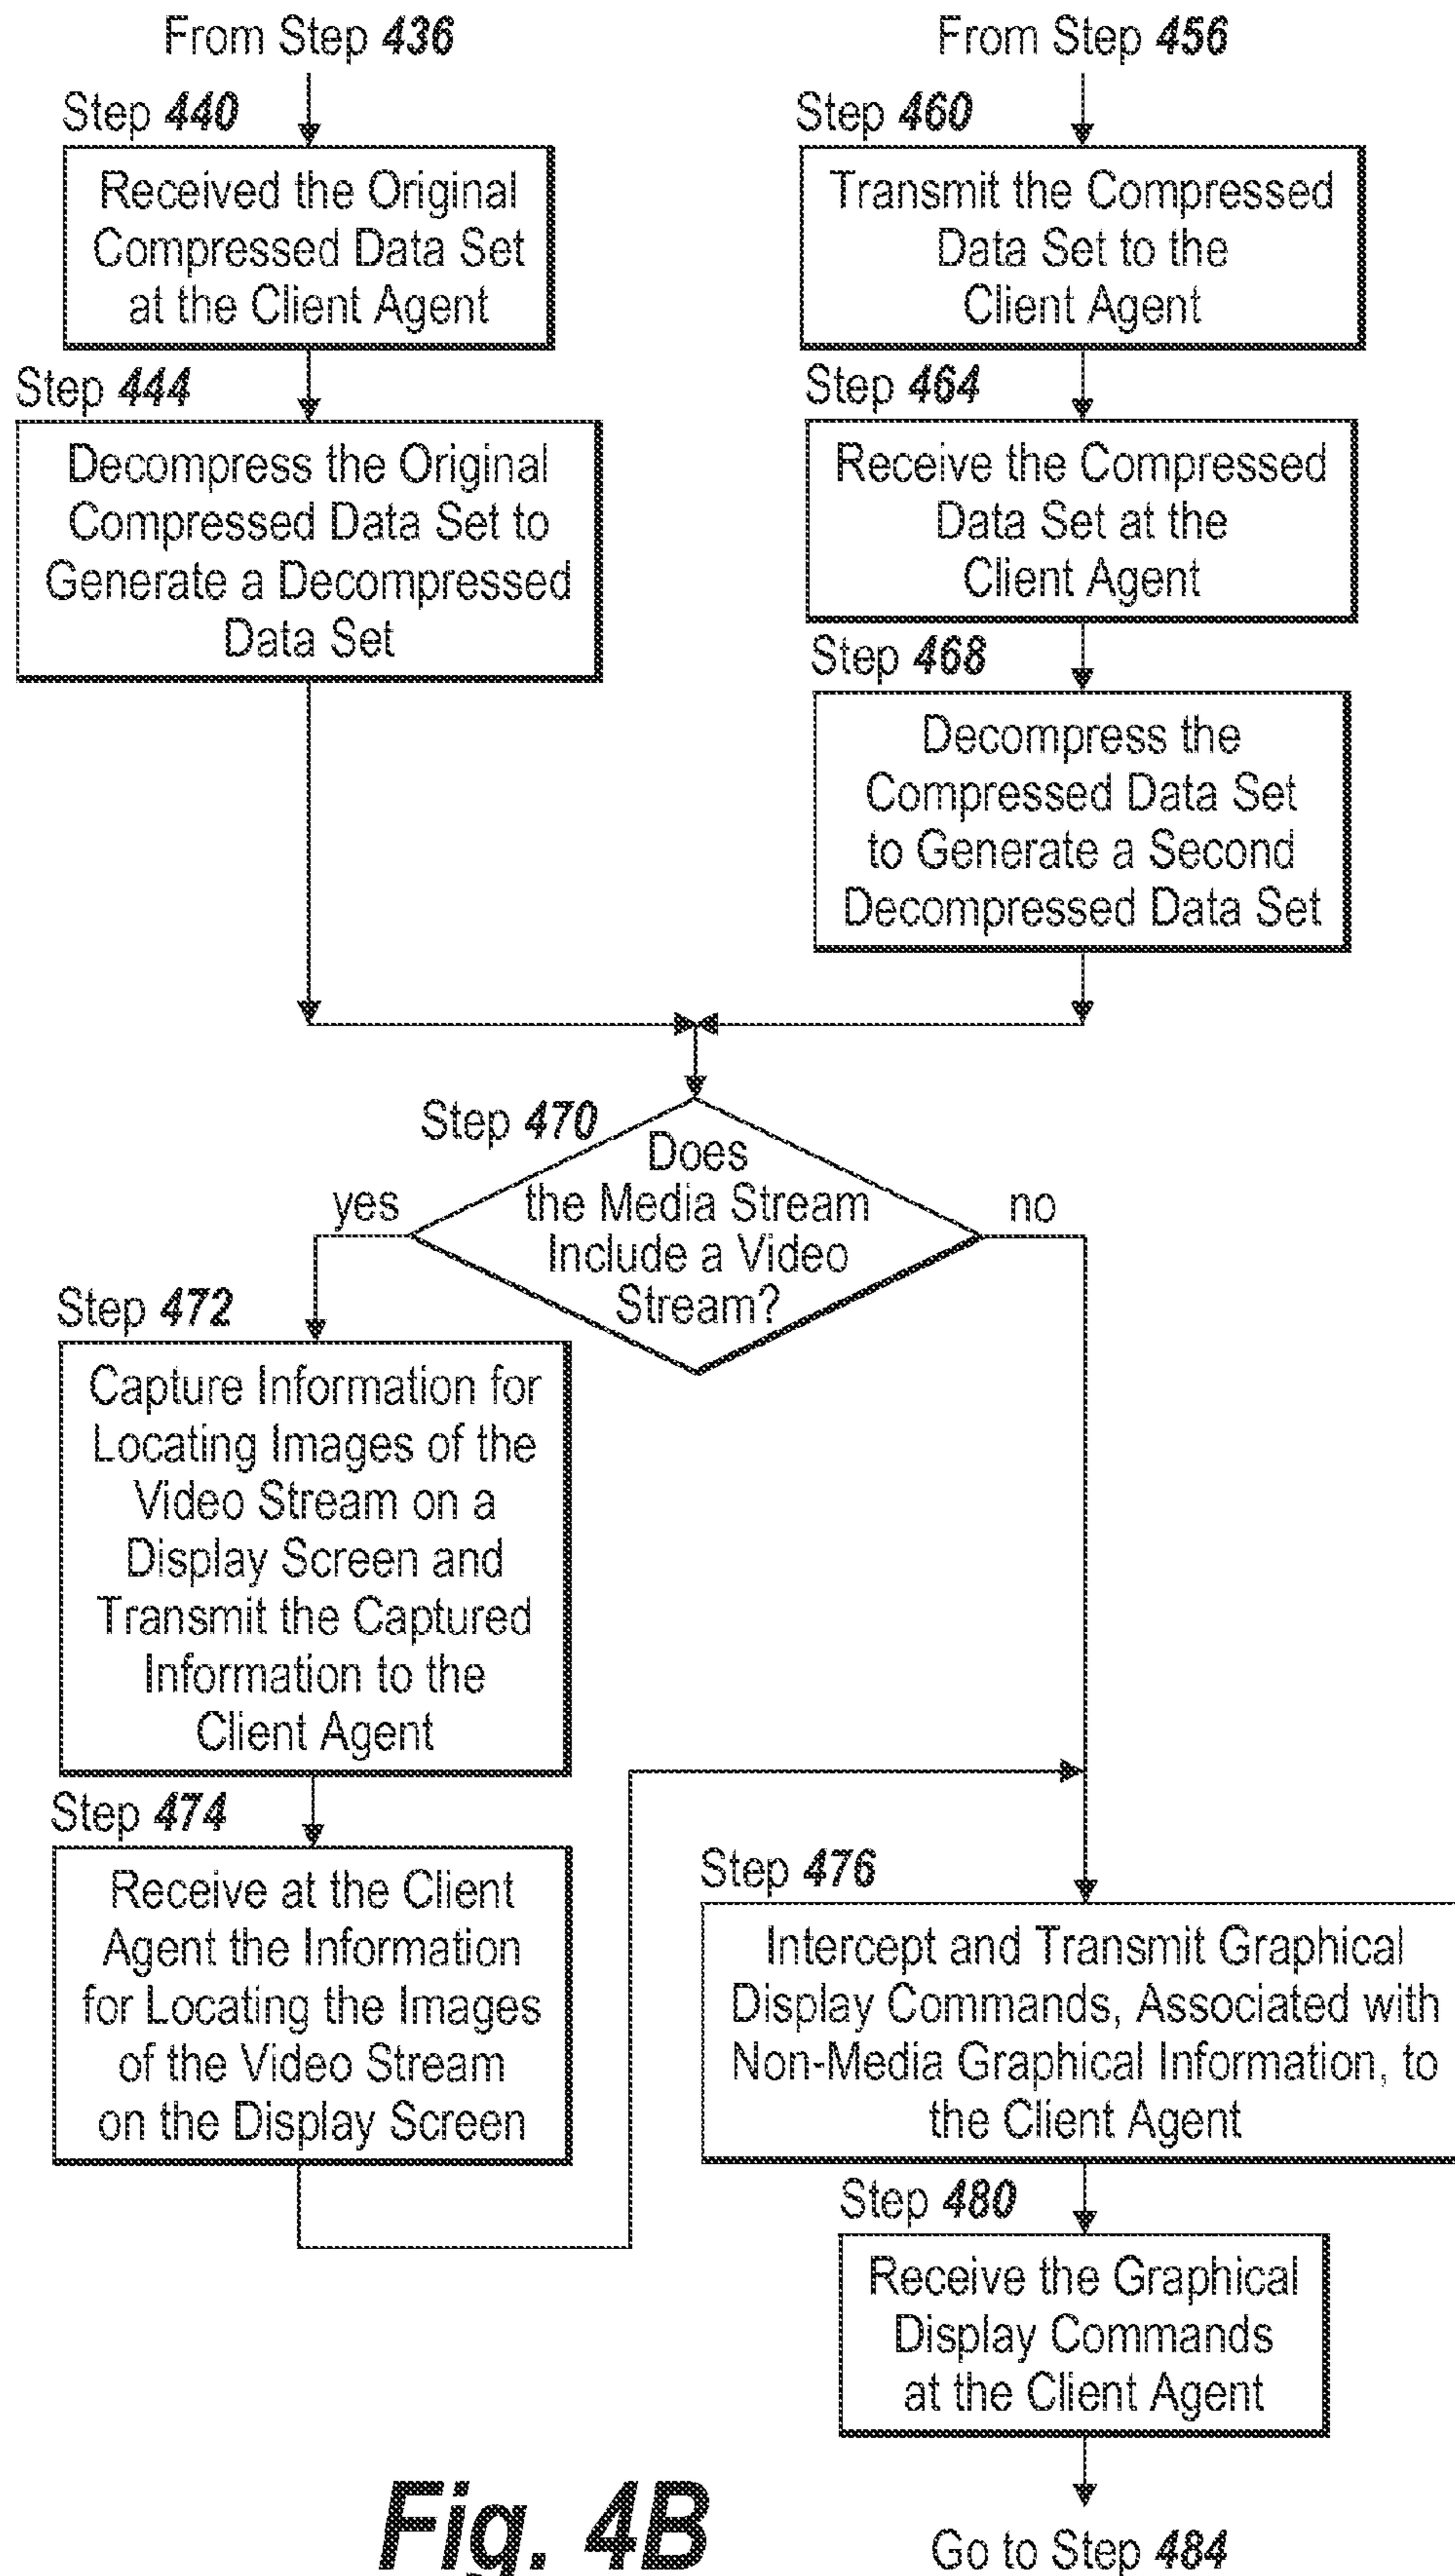 From Step 436
Step 440
Received the Original
Compressed Data Set
at the Client Agent
Step 444
Decompress the Original
Compressed Data Set to
Generate a Decompressed
Data Set
From Step 456
Step 460
Transmit the Compressed
Data Set to the
Client Agent
Step 464
Receive the Compressed
Data Set at the
Client Agent
Step 468
Decompress the
Compressed Data Set
to Generate a Second
Decompressed Data Set
Step 470
Does
the Media Stream
Include a Video
Stream?
yes
no
Step 472
Capture Information for
Locating Images of the
Video Stream on a
Display Screen and
Transmit the Captured
Information to the
Client Agent
Step 474
Receive at the Client
Agent the Information
for Locating the Images
of the Video Stream
on the Display Screen
Step 476
Intercept and Transmit Graphical
Display Commands, Associated with
Non-Media Graphical Information, to
the Client Agent
Step 480
Receive the Graphical
Display Commands
at the Client Agent
Go to Step 484
Fig. 4B